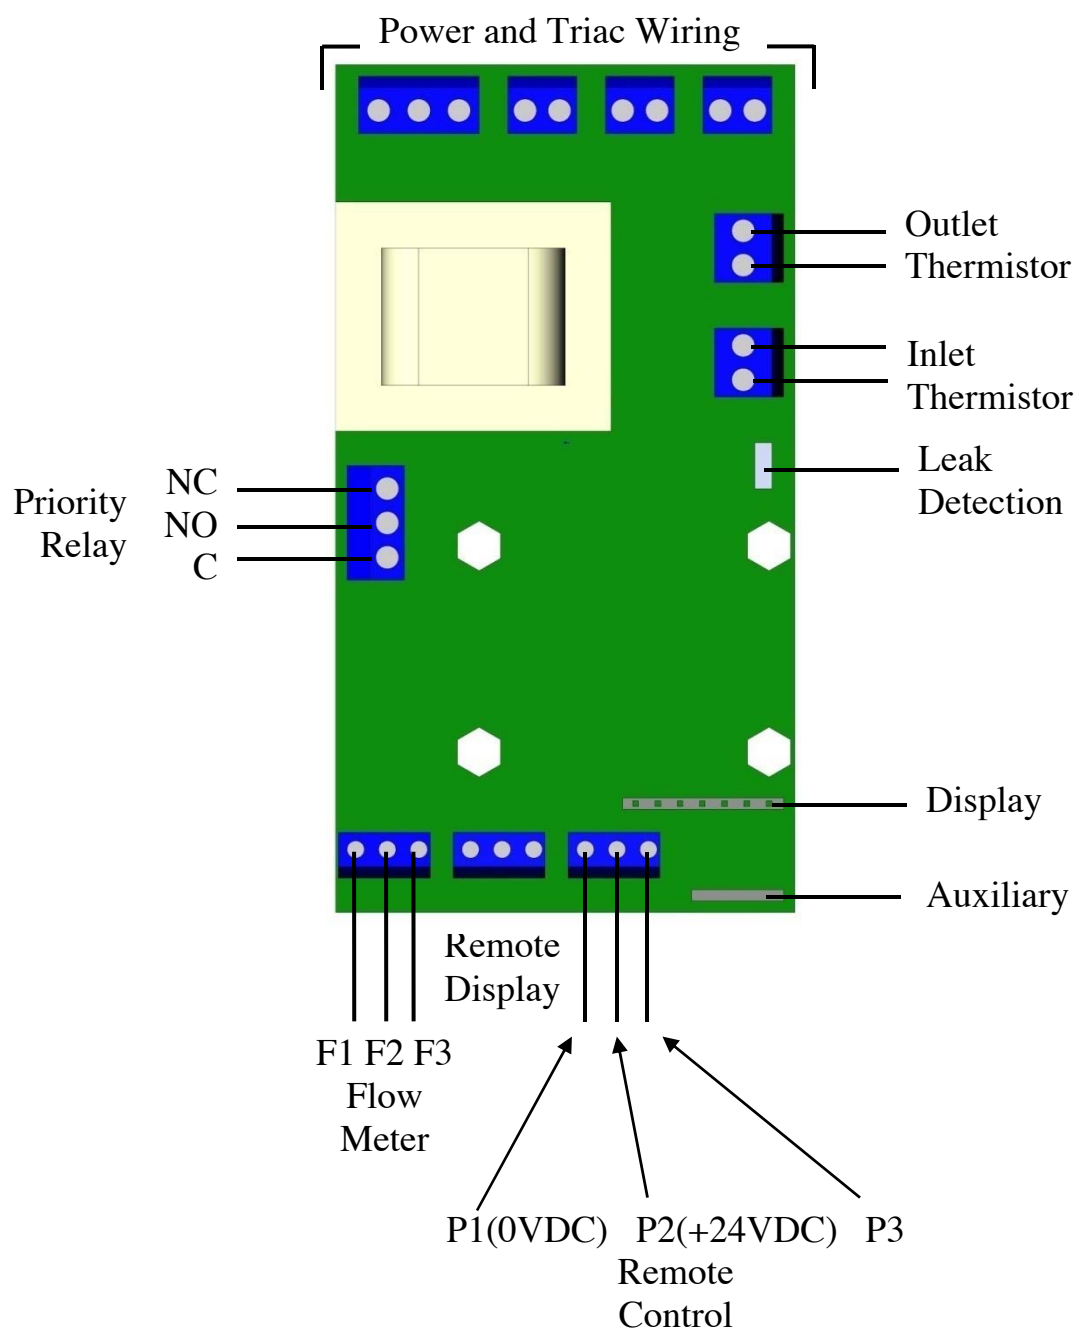 Power and Triac Wiring
Outlet
Thermistor
Inlet
Thermistor
Leak
Detection
Priority
Relay
NC
NO
C
Display
Auxiliary
Remote
Display
F1 F2 F3
Flow
Meter
P1(0VDC) P2(+24VDC) P3
Remote
Control